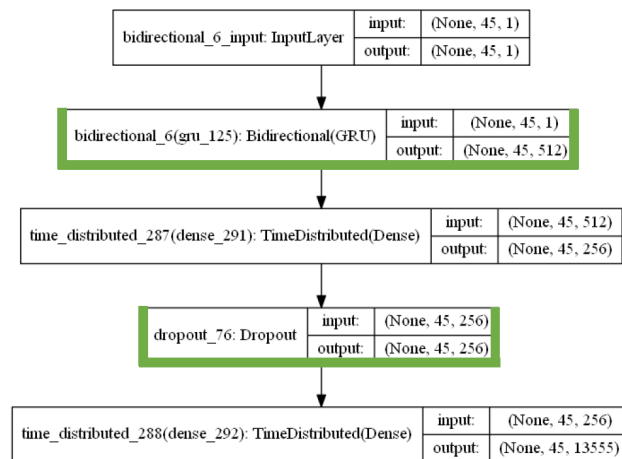 bidirectional_6_input: InputLayer
input: (None, 45, 1)
output: (None, 45, 1)
bidirectional_6(gru_125): Bidirectional(GRU)
input: (None, 45, 1)
output: (None, 45, 512)
time_distributed_287(dense_291): TimeDistributed(Dense)
input: (None, 45, 512)
output: (None, 45, 256)
dropout_76: Dropout
input: (None, 45, 256)
output: (None, 45, 256)
time_distributed_288(dense_292): TimeDistributed(Dense)
input: (None, 45, 256)
output: (None, 45, 13555)